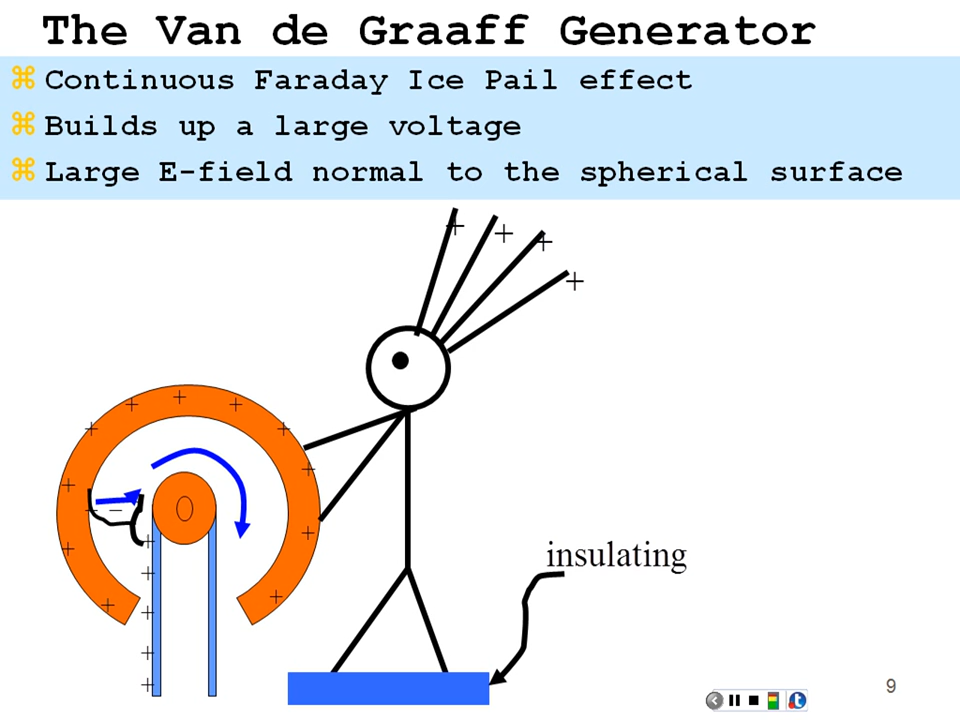 The Van de Graaff Generator
Continuous Faraday Ice Pail effect
Builds up a large voltage
Large E-field normal to the spherical surface
+ + + +
+ + + + + + + + + + + +
+ −
+ + + + +
insulating
9